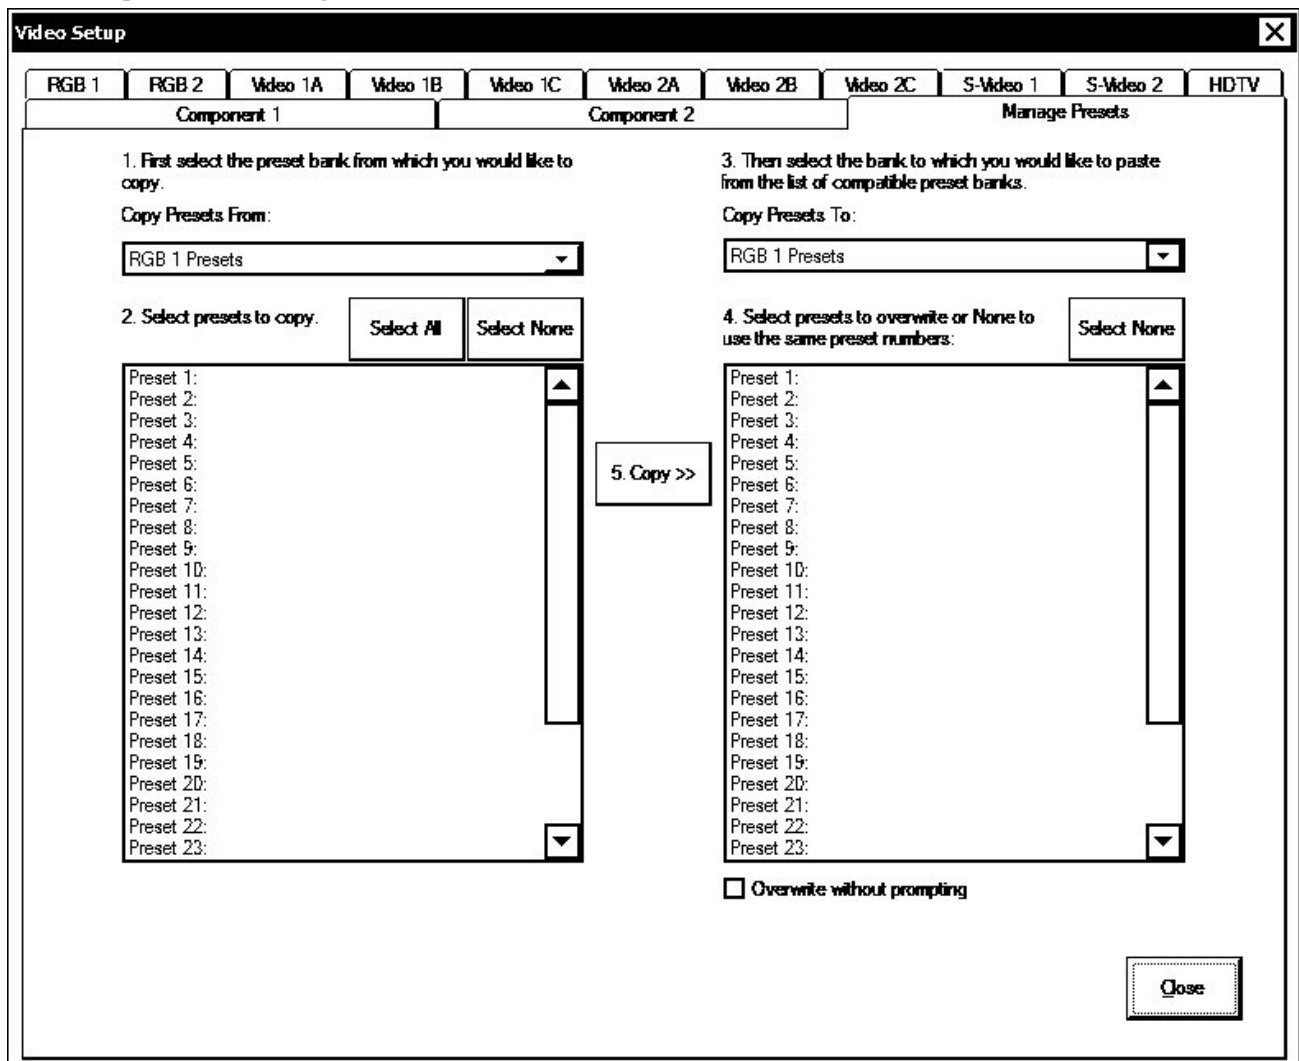 Video Setup
RGB 1 RGB 2 Video 1A Video 1B Video 1C Video 2A Video 2B Video 2C S-Video 1 S-Video 2 HDTV
Component 1 Component 2 Manage Presets
1. First select the preset bank from which you would like to
copy.
Copy Presets From:
RGB 1 Presets
2. Select presets to copy.
Select All
Select None
Preset 1:
Preset 2:
Preset 3:
Preset 4:
Preset 5:
Preset 6:
Preset 7:
Preset 8:
Preset 9:
Preset 10:
Preset 11:
Preset 12:
Preset 13:
Preset 14:
Preset 15:
Preset 16:
Preset 17:
Preset 18:
Preset 19:
Preset 20:
Preset 21:
Preset 22:
Preset 23:
5. Copy >>
3. Then select the bank to which you would like to paste
from the list of compatible preset banks.
Copy Presets To:
RGB 1 Presets
4. Select presets to overwrite or None to
use the same preset numbers:
Select None
Preset 1:
Preset 2:
Preset 3:
Preset 4:
Preset 5:
Preset 6:
Preset 7:
Preset 8:
Preset 9:
Preset 10:
Preset 11:
Preset 12:
Preset 13:
Preset 14:
Preset 15:
Preset 16:
Preset 17:
Preset 18:
Preset 19:
Preset 20:
Preset 21:
Preset 22:
Preset 23:
Overwrite without prompting
Close